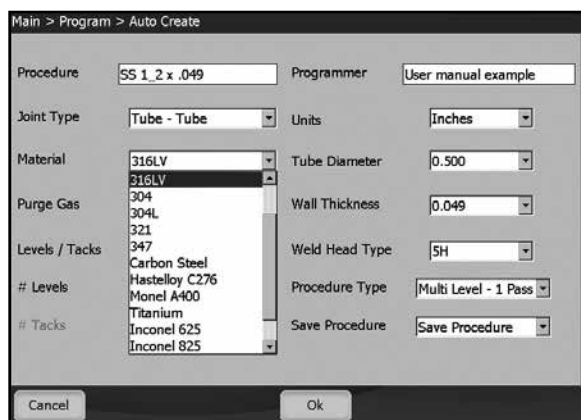 Main > Program > Auto Create
Procedure SS 1_2 x .049 Programmer User manual example
Joint Type Tube - Tube Units Inches
Material 316LV Tube Diameter 0.500
316LV
304
Purge Gas Wall Thickness 0.049
304L
321
347
Levels / Tacks Weld Head Type 5H
Carbon Steel
Hastelloy C276
# Levels Procedure Type Multi Level - 1 Pass
Monel A400
Titanium
# Tacks Save Procedure Save Procedure
Inconel 625
Inconel 825
Cancel Ok